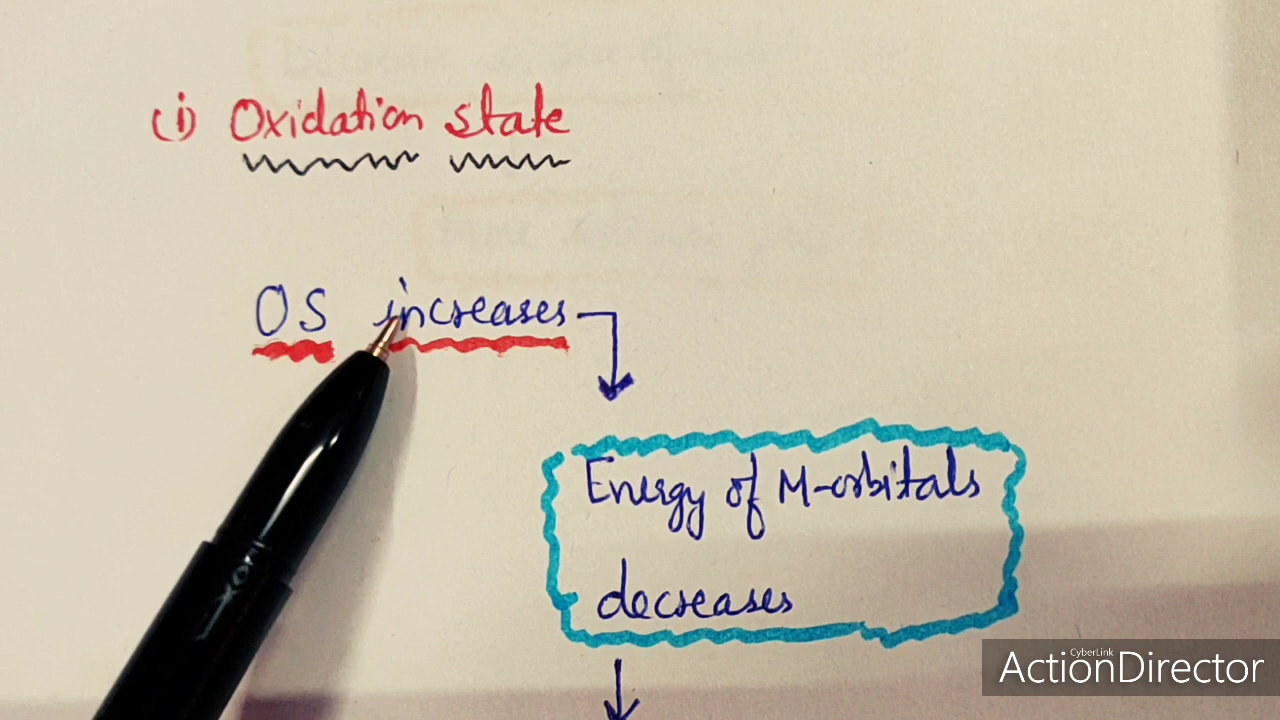 (i) Oxidation state
OS increases
Energy of M-orbitals
decreases
CyberLink
ActionDirector